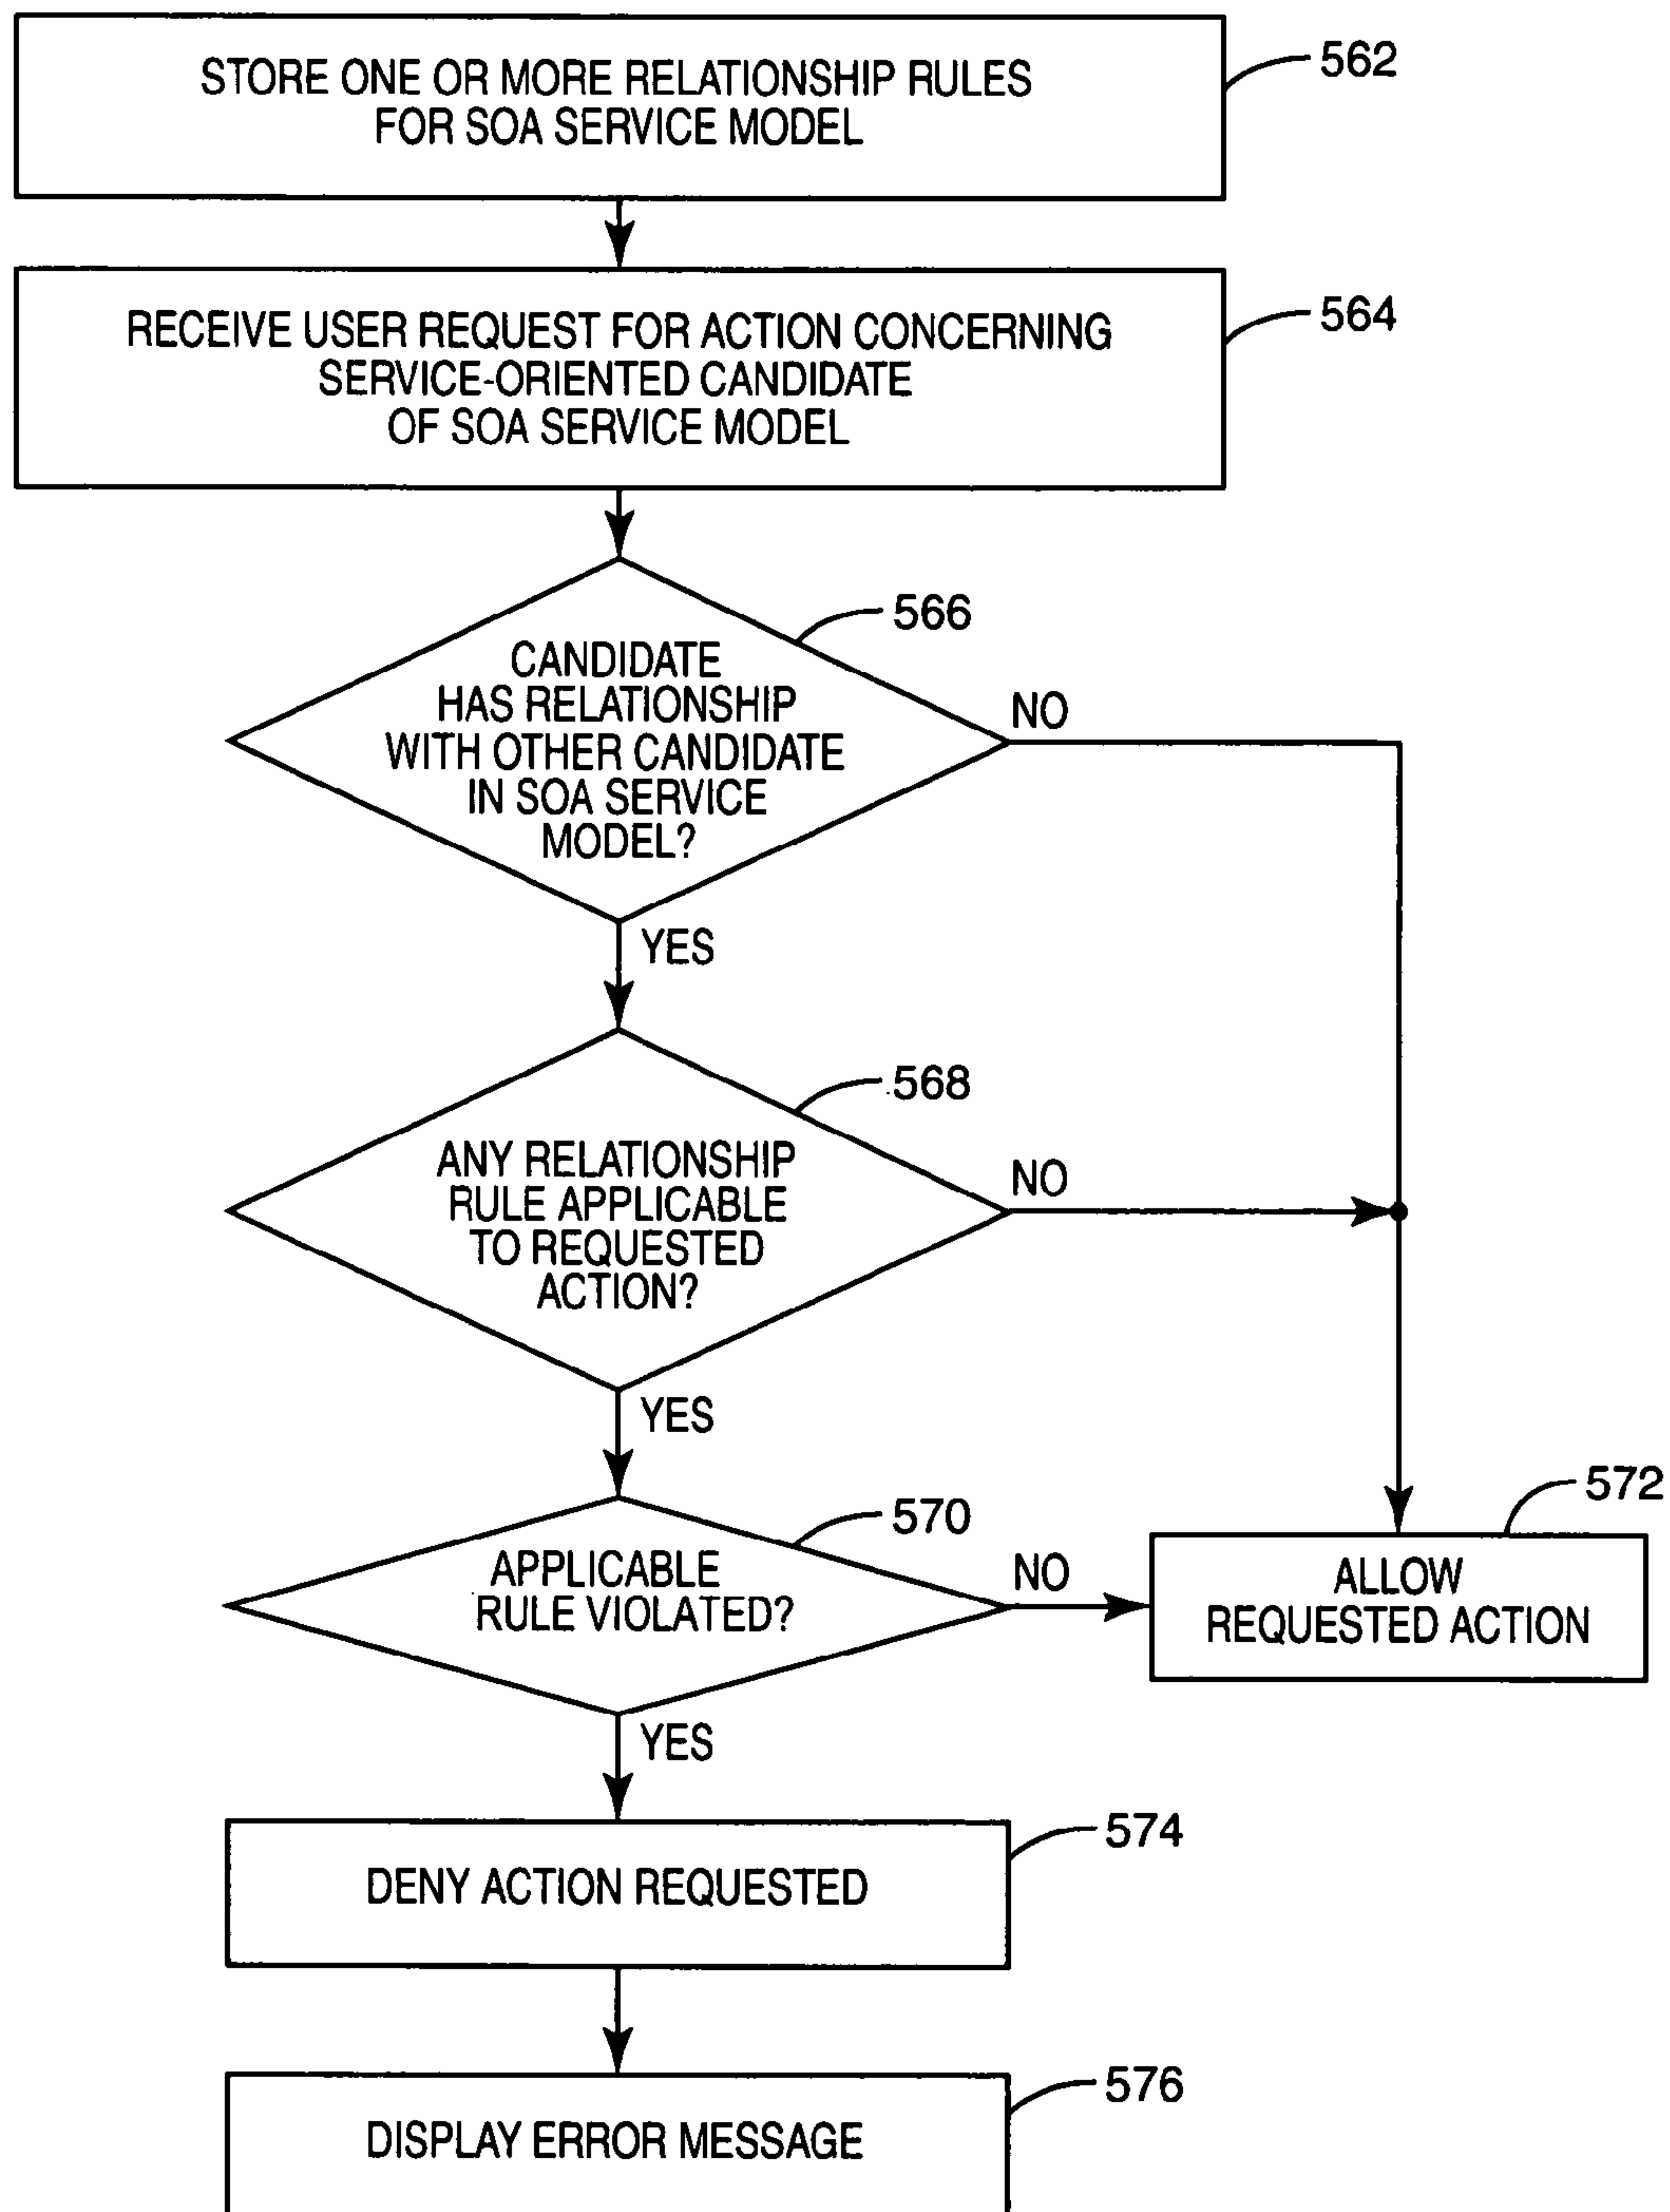 STORE ONE OR MORE RELATIONSHIP RULES
FOR SOA SERVICE MODEL
562
RECEIVE USER REQUEST FOR ACTION CONCERNING
SERVICE-ORIENTED CANDIDATE
OF SOA SERVICE MODEL
564
566
CANDIDATE
HAS RELATIONSHIP
WITH OTHER CANDIDATE
IN SOA SERVICE
MODEL?
NO
YES
568
ANY RELATIONSHIP
RULE APPLICABLE
TO REQUESTED
ACTION?
NO
YES
570
APPLICABLE
RULE VIOLATED?
NO
572
ALLOW
REQUESTED ACTION
YES
574
DENY ACTION REQUESTED
576
DISPLAY ERROR MESSAGE